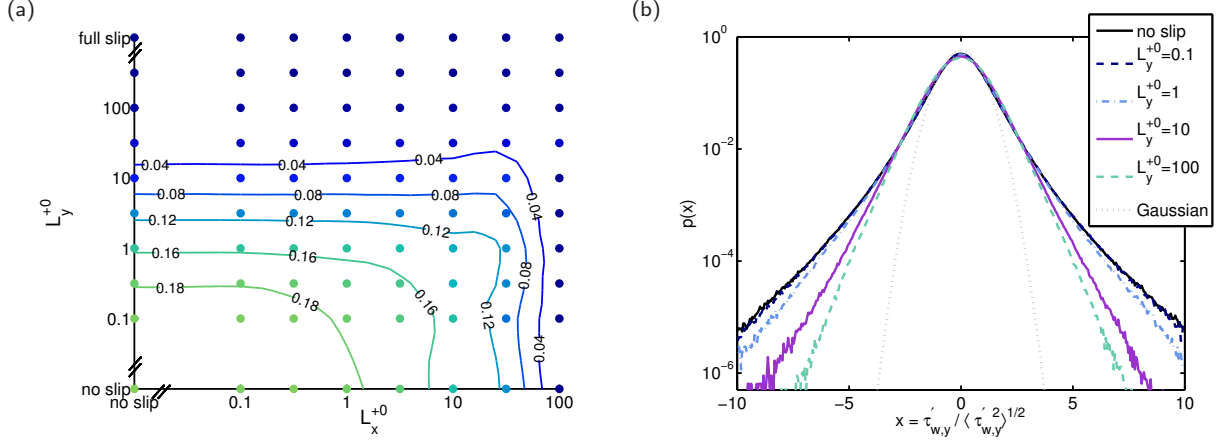 (a)
full slip
100
10
1
0.1
no slip
L_y^{+0}
0.04
0.04
0.04
0.04
0.04
0.08
0.08
0.08
0.08
0.12
0.12
0.12
0.12
0.16
0.16
0.16
0.18
0.18
no slip
0.1
1
10
100
L_x^{+0}
(b)
10^0
10^{-2}
10^{-4}
10^{-6}
p(x)
no slip
L_y^{+0}=0.1
L_y^{+0}=1
L_y^{+0}=10
L_y^{+0}=100
Gaussian
−10
−5
0
5
10
x = τ'_{w,y} / ⟨ τ'^2_{w,y} ⟩^{1/2}